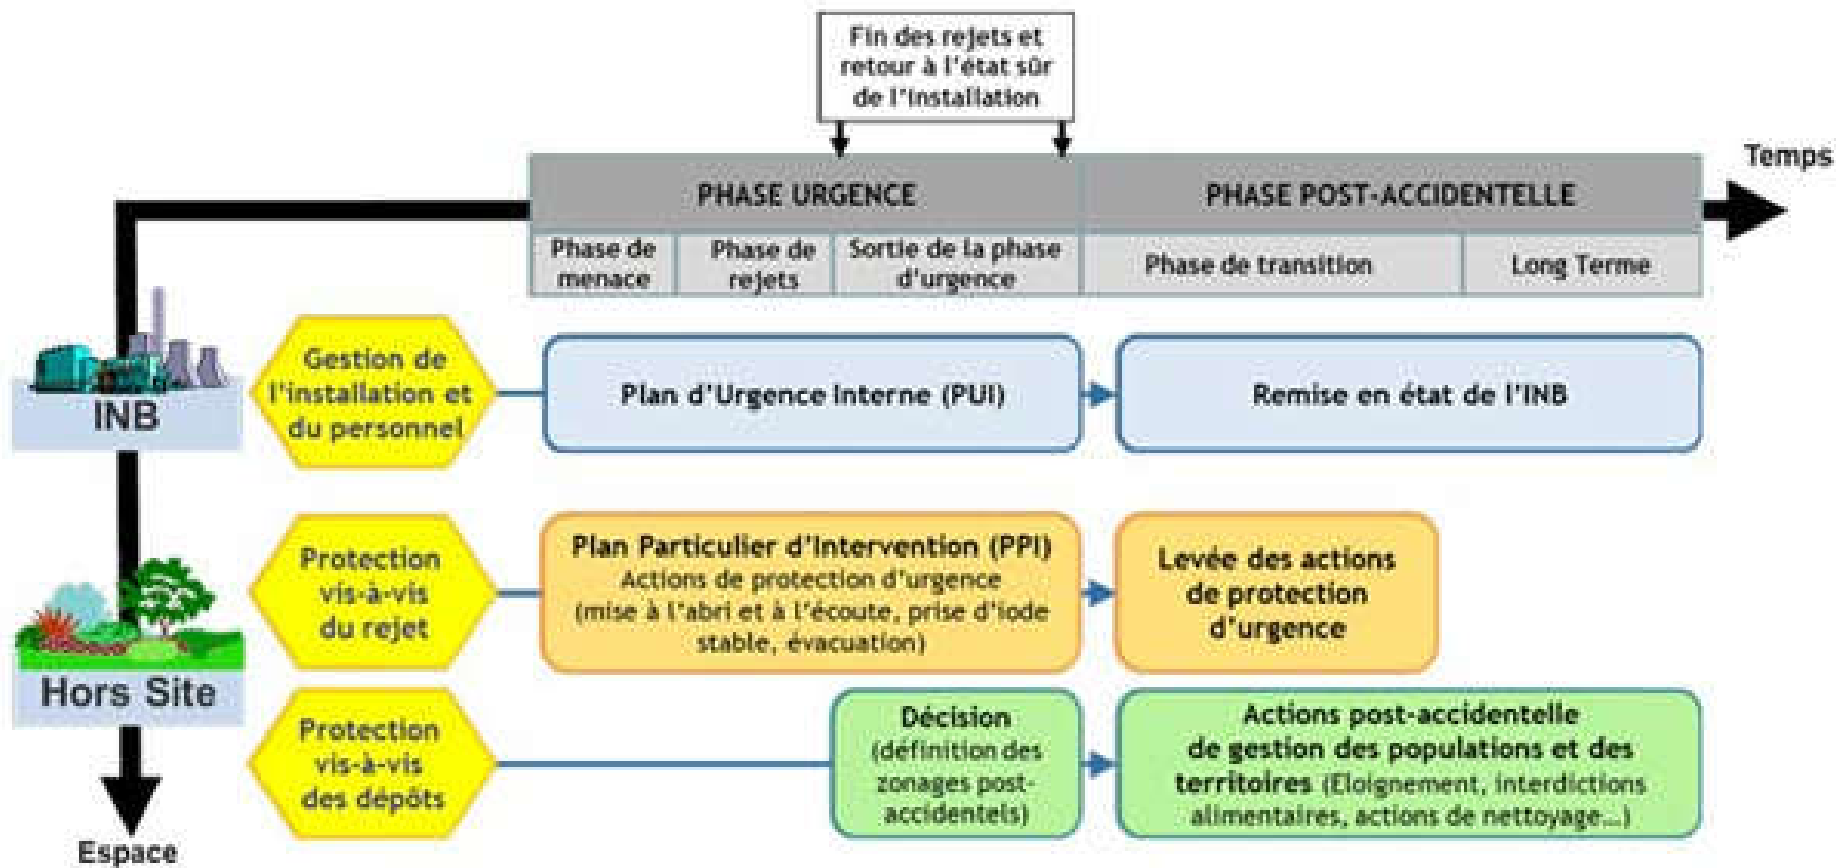 Fin des rejets et
retour à l'état sûr
de l'installation
Temps
PHASE URGENCE
PHASE POST-ACCIDENTELLE
Phase de
menace
Phase de
rejets
Sortie de la phase
d'urgence
Phase de transition
Long Terme
INB
Gestion de
l'installation et
du personnel
Plan d'Urgence Interne (PUI)
Remise en état de l'INB
Hors Site
Protection
vis-à-vis
du rejet
Plan Particulier d'Intervention (PPI)
Actions de protection d'urgence
(mise à l'abri et à l'écoute, prise d'iode
stable, évacuation)
Levée des actions
de protection
d'urgence
Protection
vis-à-vis
des dépôts
Décision
(définition des
zonages post-
accidentels)
Actions post-accidentelle
de gestion des populations et des
territoires (Eloignement, interdictions
alimentaires, actions de nettoyage...)
Espace